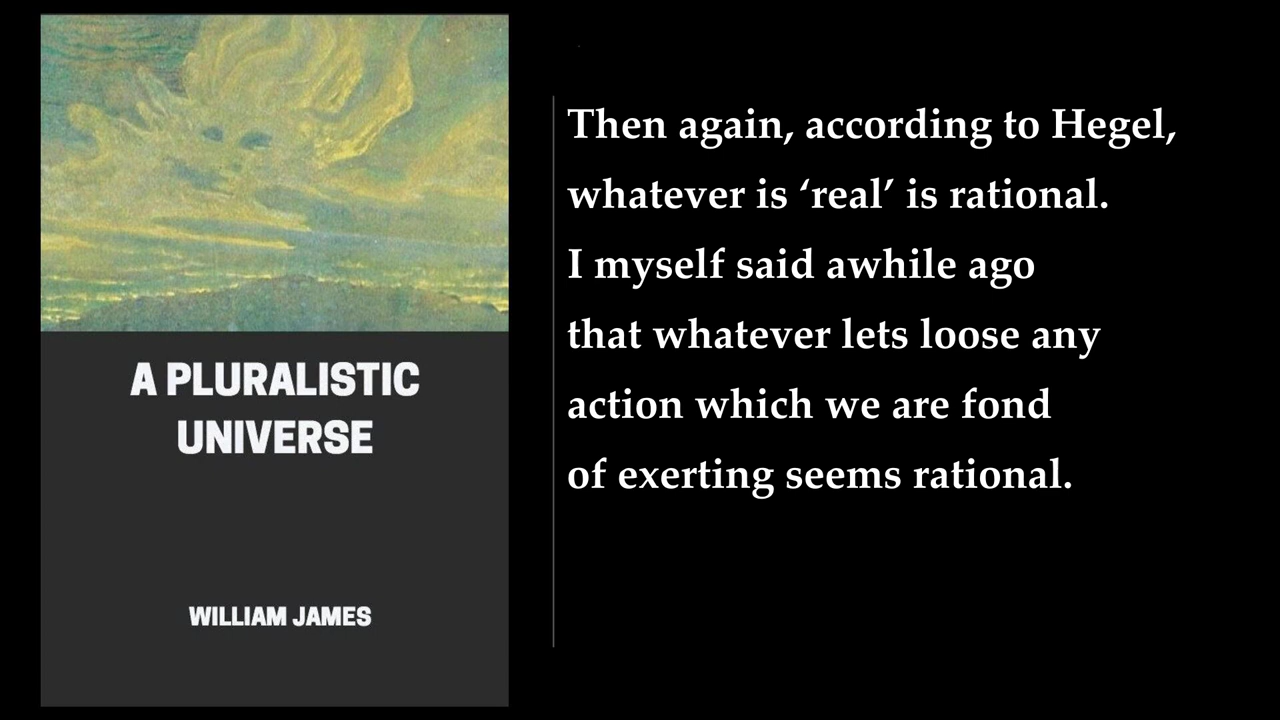 A PLURALISTIC
UNIVERSE
WILLIAM JAMES
Then again, according to Hegel,
whatever is ‘real’ is rational.
I myself said awhile ago
that whatever lets loose any
action which we are fond
of exerting seems rational.